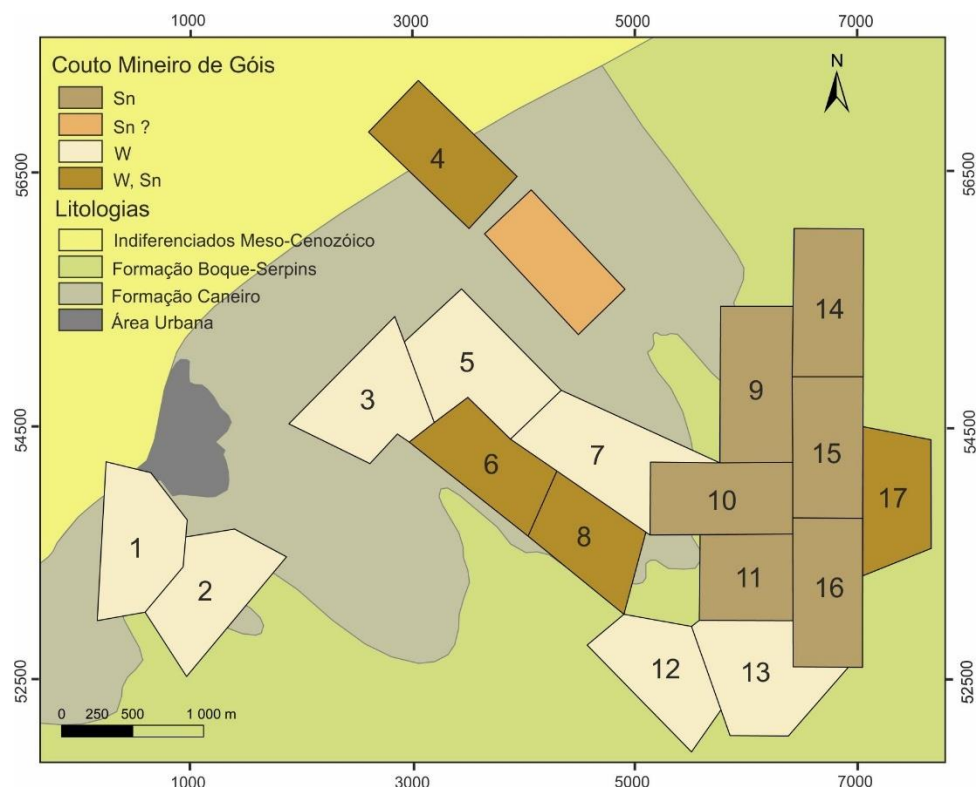 1000 3000 5000 7000
Couto Mineiro de Góis
N
Sn
Sn ?
W
W, Sn
Litologias
Indiferenciados Meso-Cenozóico
Formação Boque-Serpins
Formação Caneiro
Área Urbana
56500
56500
4
14
5
9
3
54500
54500
15
7
6
17
10
8
1
11
16
2
12
13
52500
52500
0 250 500 1 000 m
1000 3000 5000 7000